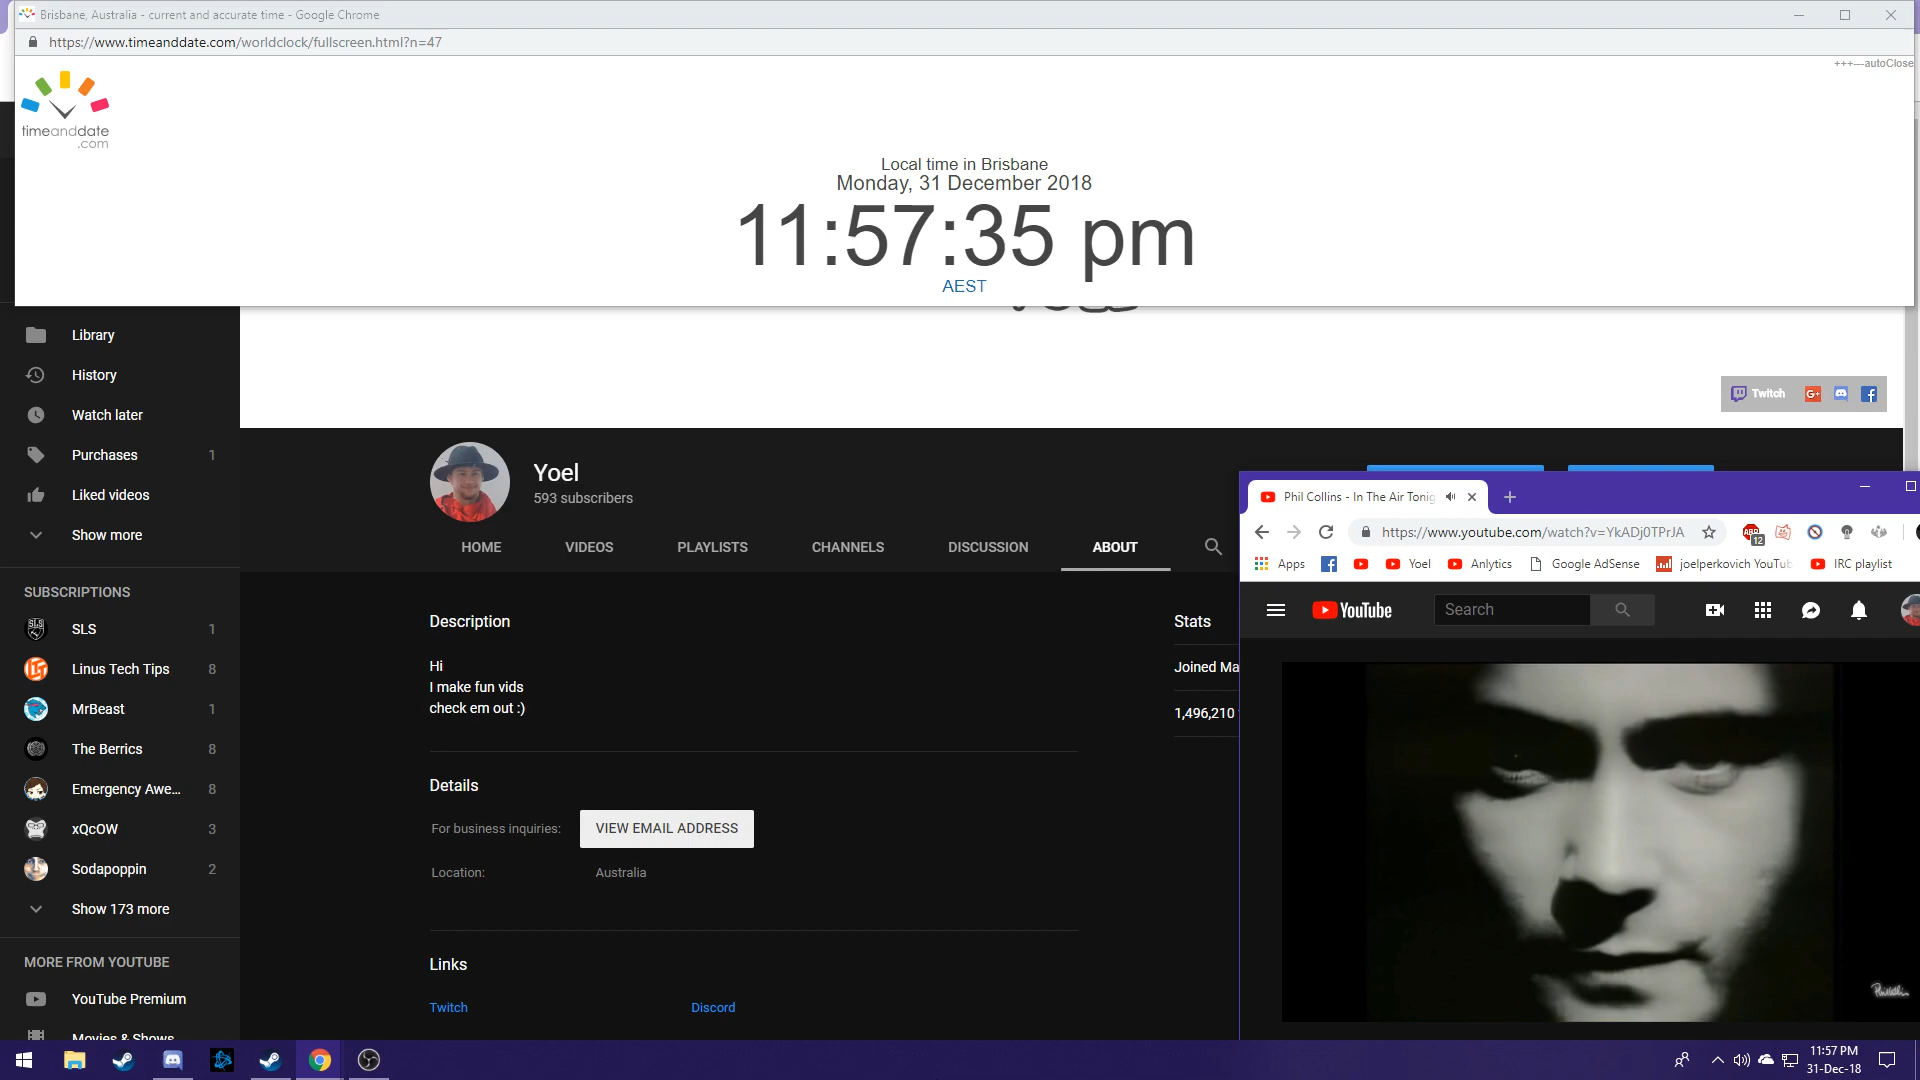 Brisbane, Australia - current and accurate time - Google Chrome
https://www.timeanddate.com/worldclock/fullscreen.html?n=47
+++---autoClose
timeanddate
.com
Local time in Brisbane
Monday, 31 December 2018
11:57:35 pm
AEST
Library
History
Watch later
Purchases 1
Liked videos
Show more
SUBSCRIPTIONS
SLS 1
Linus Tech Tips 8
MrBeast 1
The Berrics 8
Emergency Awe... 8
xQcOW 3
Sodapoppin 2
Show 173 more
MORE FROM YOUTUBE
YouTube Premium
Movies & Shows
Twitch
Yoel
593 subscribers
HOME VIDEOS PLAYLISTS CHANNELS DISCUSSION ABOUT
Description
Hi
I make fun vids
check em out :)
Details
For business inquiries: VIEW EMAIL ADDRESS
Location: Australia
Links
Twitch Discord
Stats
Joined Ma
1,496,210
Phil Collins - In The Air Tonig
https://www.youtube.com/watch?v=YkADj0TPrJA
ABP 12
Apps Yoel Anlytics Google AdSense joelperkovich YouTu IRC playlist
YouTube
Search
11:57 PM
31-Dec-18